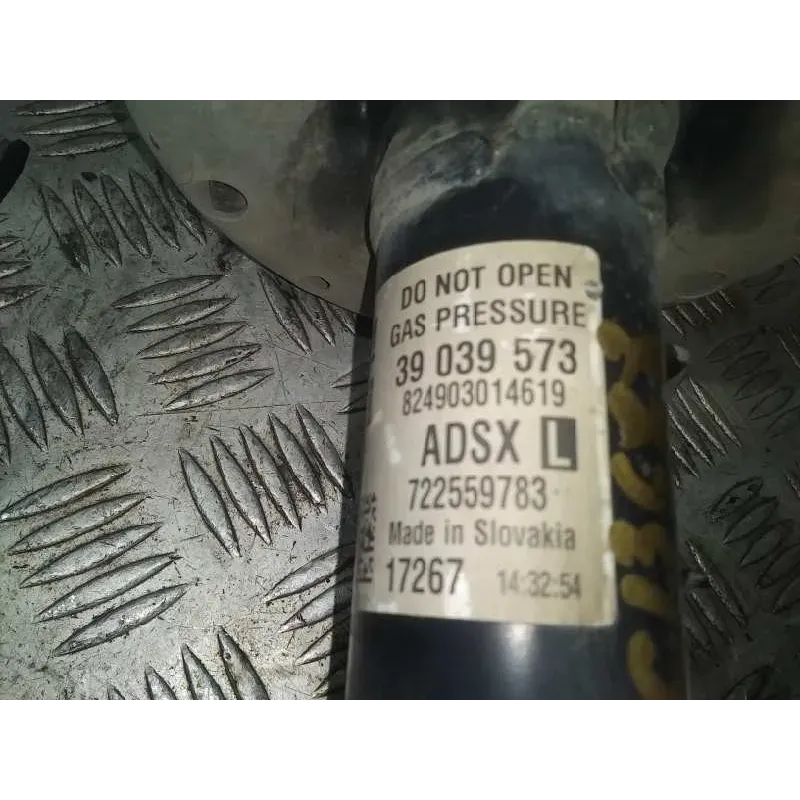 DO NOT OPEN
GAS PRESSURE
39 039 573
824903014619
ADSX L
722559783
Made in Slovakia
17267 14:32:54